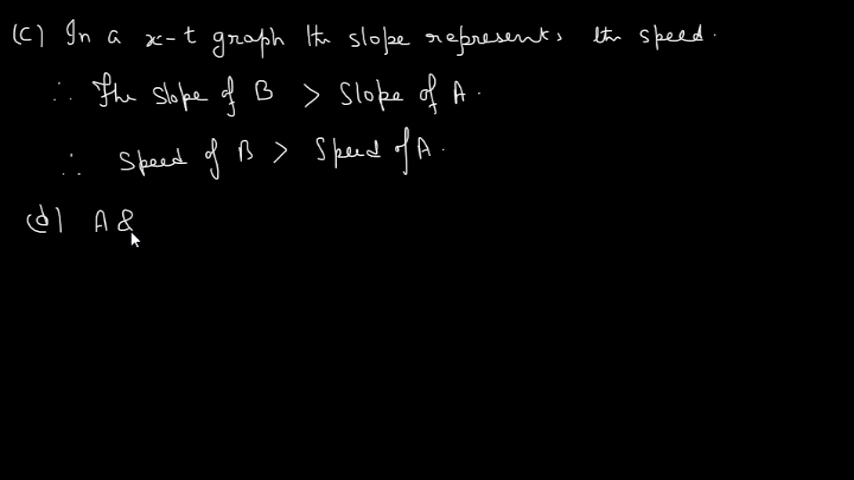 (c) In a x-t graph the slope represents the speed.
∴ The slope of B > Slope of A.
∴ Speed of B > Speed of A.
(d) A &